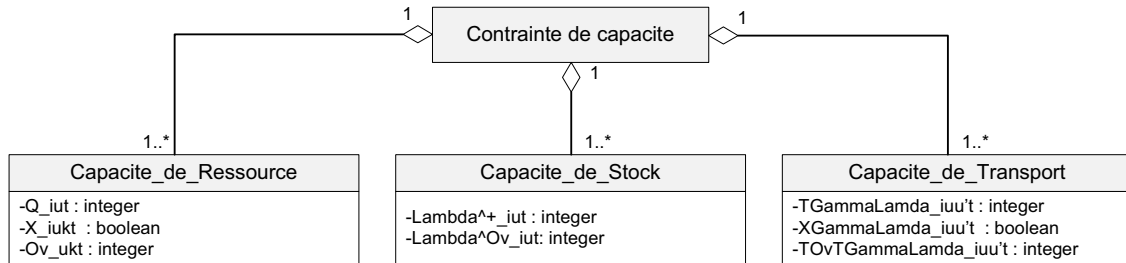 1
Contrainte de capacite
1
1
1..*
1..*
1..*
Capacite_de_Ressource
-Q_iut : integer
-X_iukt : boolean
-Ov_ukt : integer
Capacite_de_Stock
-Lambda^+_iut : integer
-Lambda^Ov_iut: integer
Capacite_de_Transport
-TGammaLamda_iuu't : integer
-XGammaLamda_iuu't : boolean
-TOvTGammaLamda_iuu't : integer